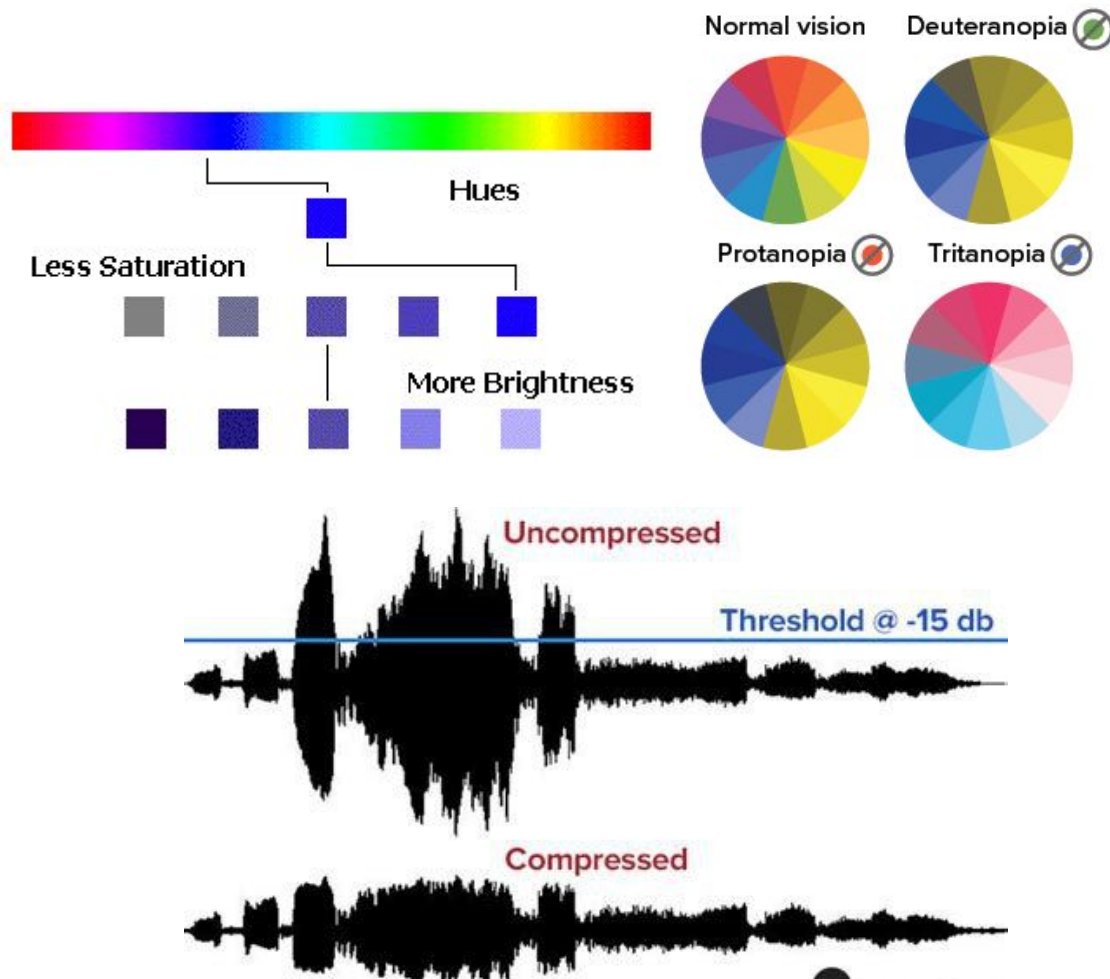 Normal vision
Deuteranopia
Hues
Less Saturation
Protanopia
Tritanopia
More Brightness
Uncompressed
Threshold @ -15 db
Compressed